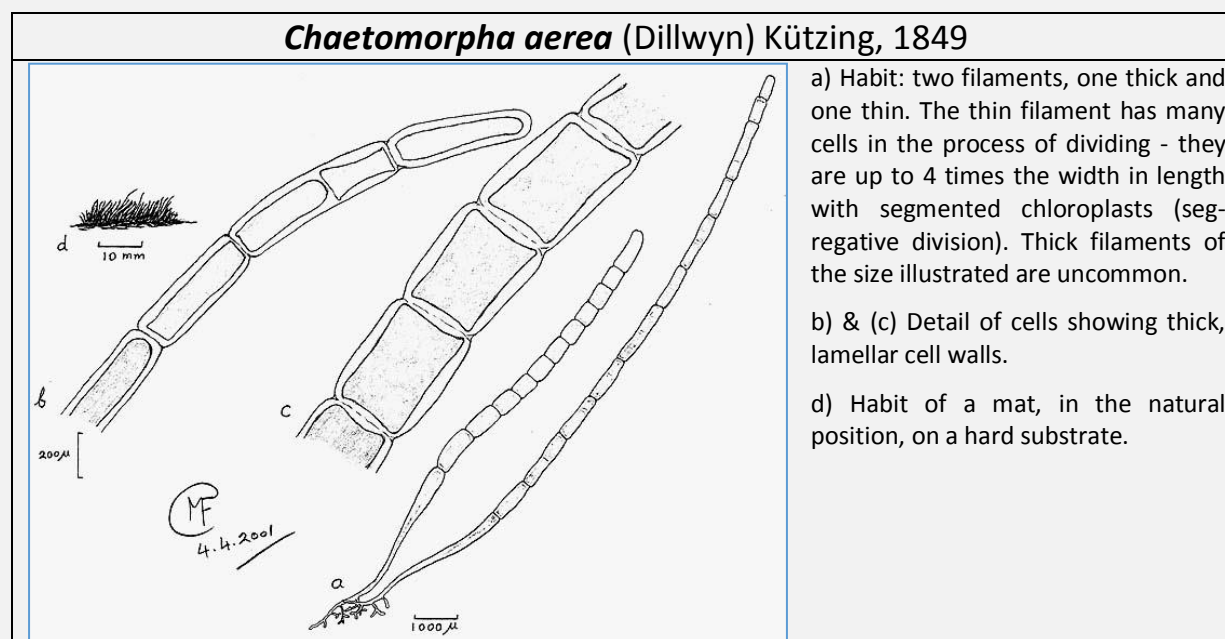 Chaetomorpha aerea (Dillwyn) Kützing, 1849
a) Habit: two filaments, one thick and
one thin. The thin filament has many
cells in the process of dividing - they
are up to 4 times the width in length
with segmented chloroplasts (seg-
regative division). Thick filaments of
the size illustrated are uncommon.
b) & (c) Detail of cells showing thick,
lamellar cell walls.
d) Habit of a mat, in the natural
position, on a hard substrate.
d
10 mm
b
200μ
c
MF
4.4.2001
a
1000 μ